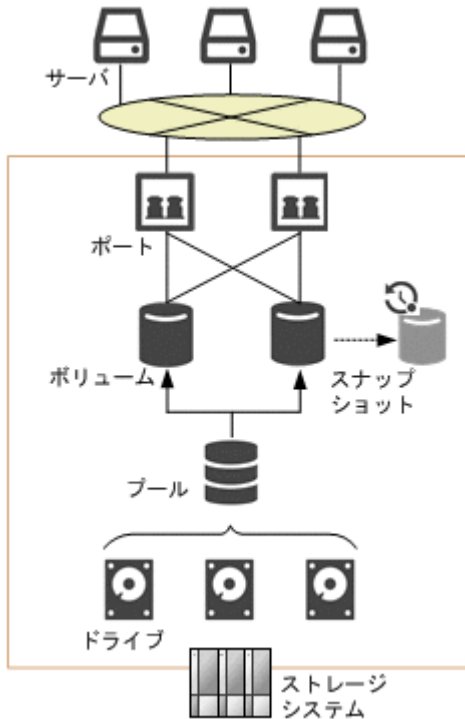 サーバ
ポート
ボリューム
スナップ
ショット
プール
ドライブ
ストレージ
システム